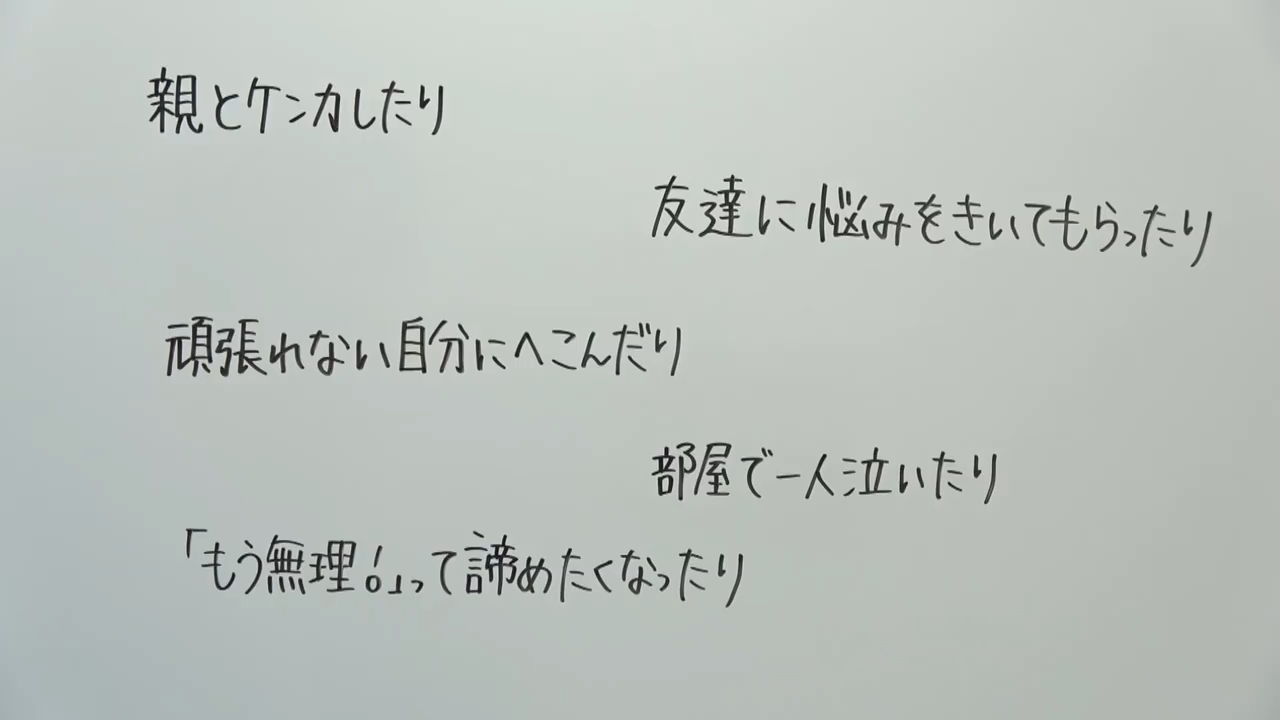 親とケンカしたり
友達に悩みをきいてもらったり
頑張れない自分にへこんだり
部屋で一人泣いたり
「もう無理！」って諦めたくなったり